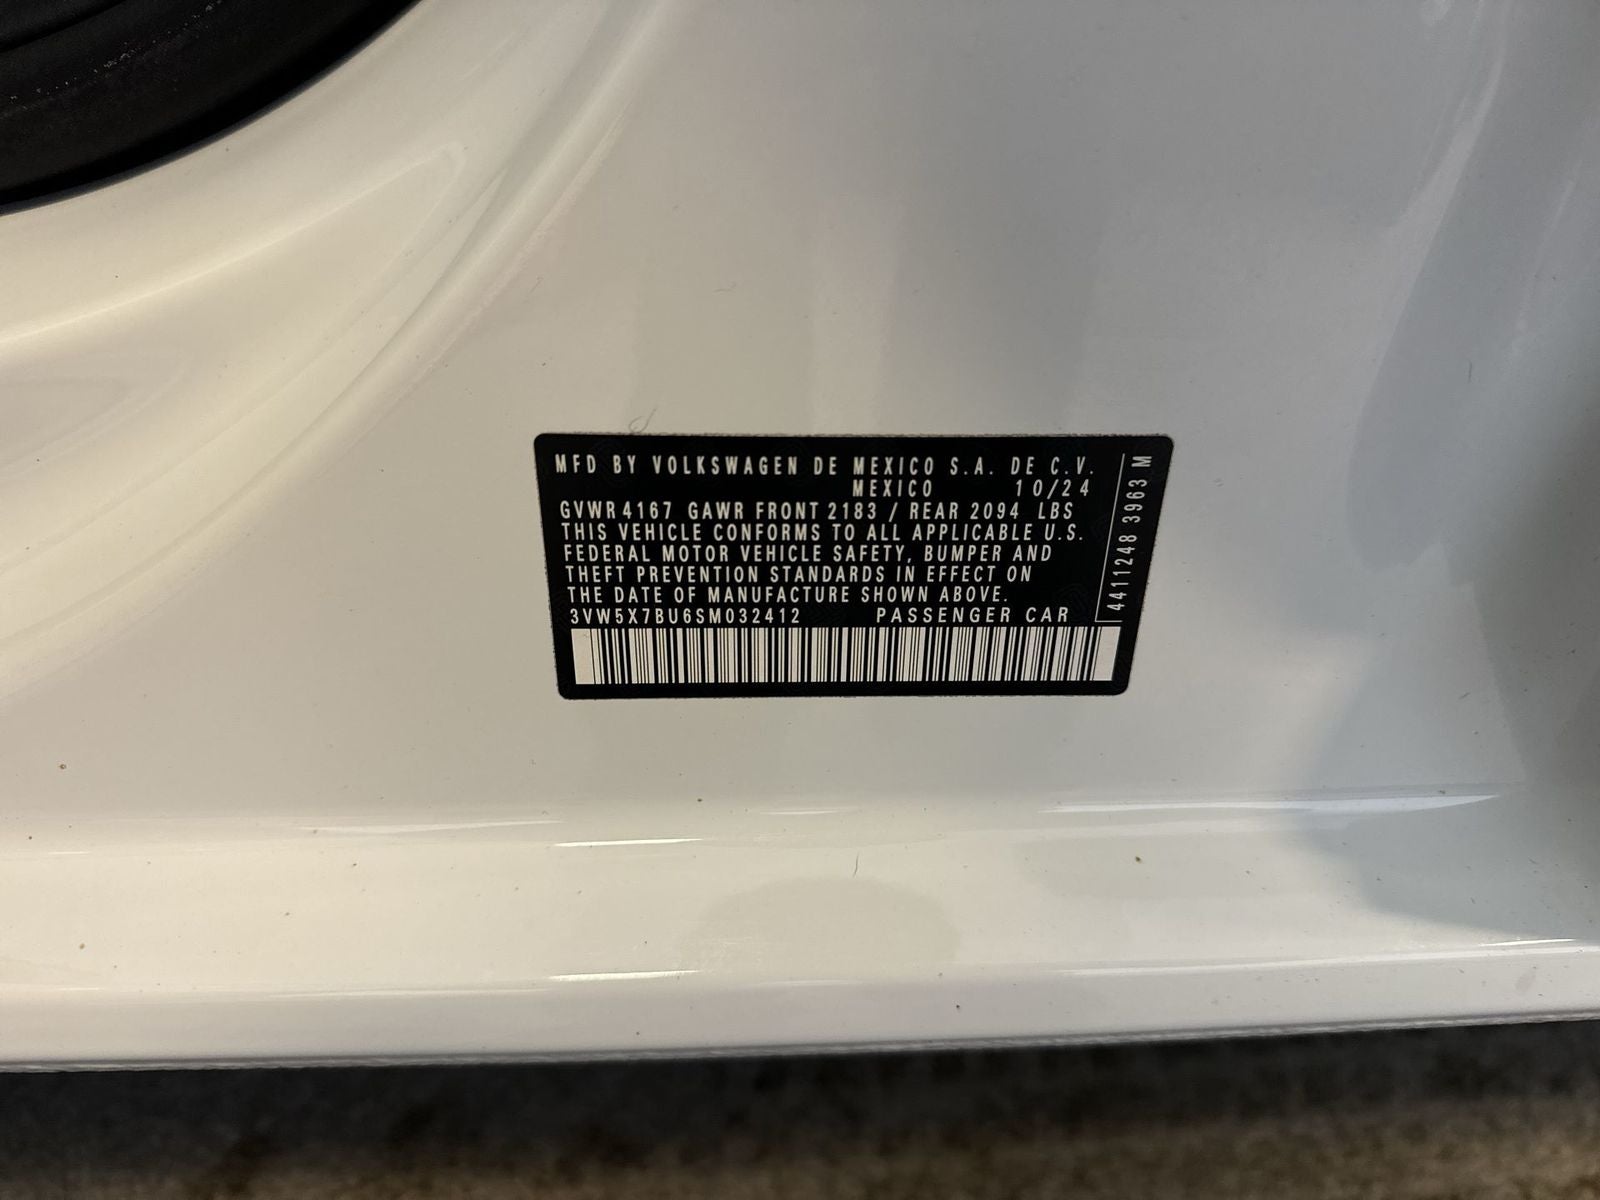 MFD BY VOLKSWAGEN DE MEXICO S.A. DE C.V.
MEXICO 10/24
GVWR 4167 GAWR FRONT 2183 / REAR 2094 LBS
THIS VEHICLE CONFORMS TO ALL APPLICABLE U.S.
FEDERAL MOTOR VEHICLE SAFETY, BUMPER AND
THEFT PREVENTION STANDARDS IN EFFECT ON
THE DATE OF MANUFACTURE SHOWN ABOVE.
3VW5X7BU6SM032412 PASSENGER CAR
4411248 3963 M